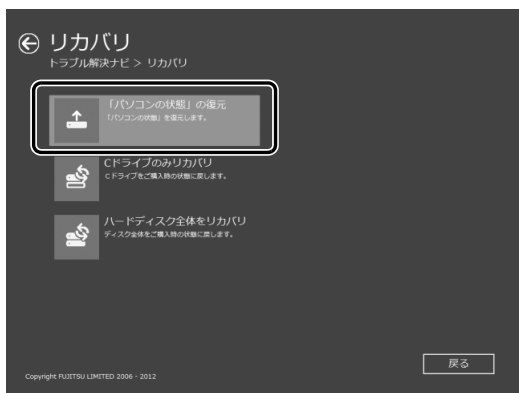 リカバリ
トラブル解決ナビ > リカバリ
「パソコンの状態」の復元
「パソコンの状態」を復元します。
Cドライブのみリカバリ
Cドライブをご購入時の状態に戻します。
ハードディスク全体をリカバリ
ディスク全体をご購入時の状態に戻します。
戻る
Copyright FUJITSU LIMITED 2006 - 2012